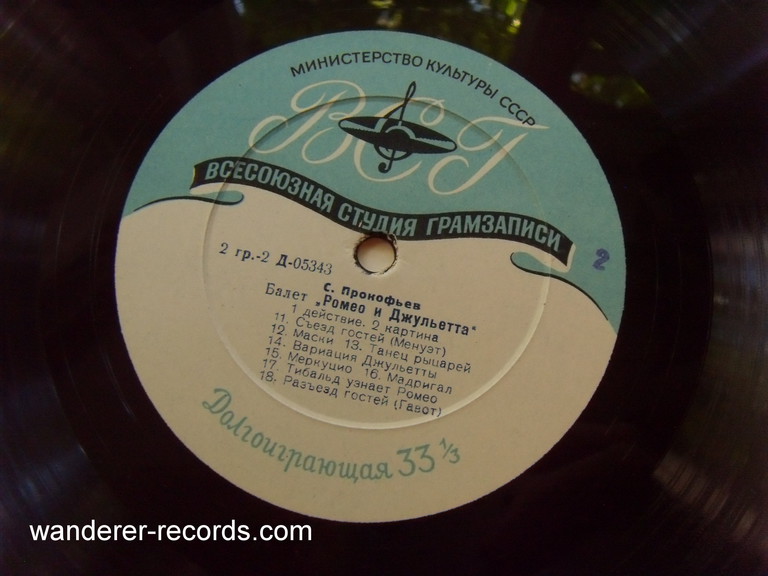 МИНИСТЕРСТВО КУЛЬТУРЫ СССР
ВСГ
ВСЕСОЮЗНАЯ СТУДИЯ ГРАМЗАПИСИ
2
2 гр.-2 Д-05343
С. Прокофьев
Балет „Ромео и Джульетта"
1 действие. 2 картина
11. Съезд гостей (Менуэт)
12. Маски 13. Танец рыцарей
14. Вариация Джульетты
15. Меркуцио 16. Мадригал
17. Тибальд узнает Ромео
18. Разъезд гостей (Гавот)
Долгоиграющая 33 ⅓
wanderer-records.com